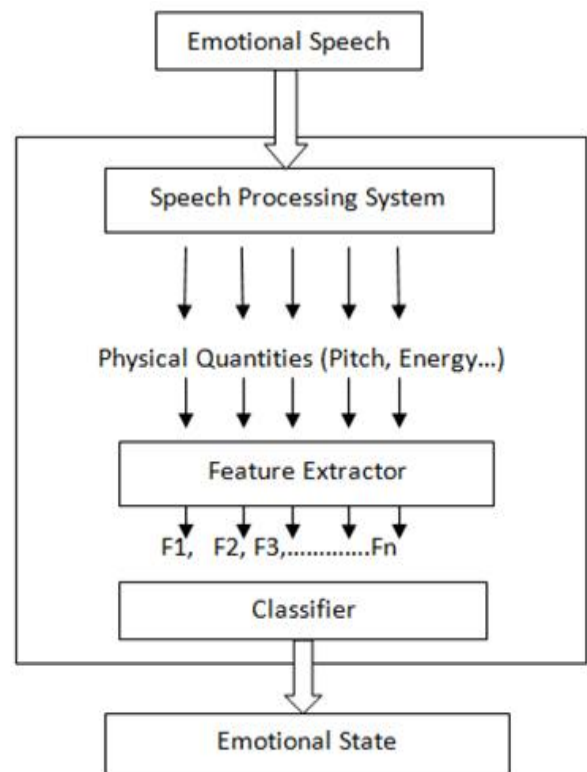 Emotional Speech
Speech Processing System
Physical Quantities (Pitch, Energy...)
Feature Extractor
F1, F2, F3,..............Fn
Classifier
Emotional State